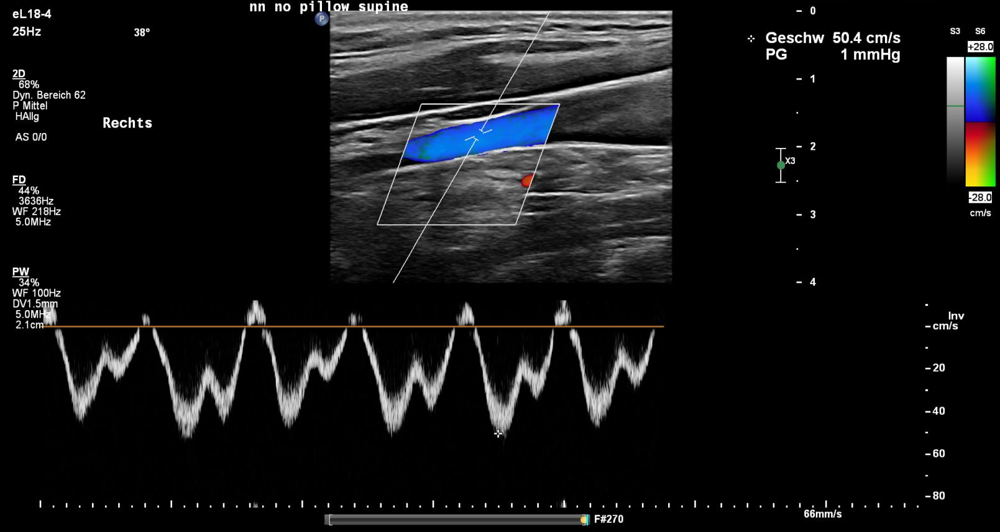 nn no pillow supine
eL18-4
25Hz
38°
P
2D
68%
Dyn. Bereich 62
P Mittel
HAllg
AS 0/0
Rechts
FD
44%
3636Hz
WF 218Hz
5.0MHz
PW
34%
WF 100Hz
DV1.5mm
5.0MHz
2.1cm
0
1
2
3
4
X3
Geschw 50.4 cm/s
PG 1 mmHg
S3 S6
+28.0
-28.0
cm/s
Inv
cm/s
20
40
60
80
66mm/s
F#270